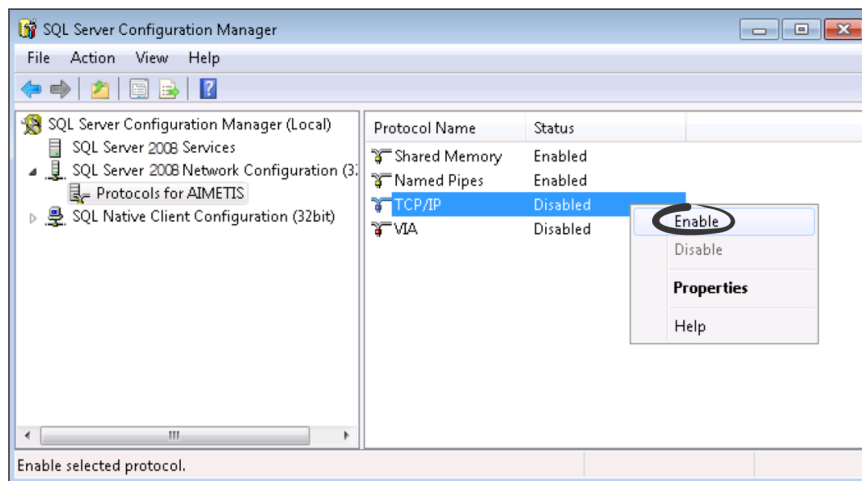 SQL Server Configuration Manager
File Action View Help
SQL Server Configuration Manager (Local)
SQL Server 2008 Services
SQL Server 2008 Network Configuration (3
Protocols for AIMETIS
SQL Native Client Configuration (32bit)
Protocol Name Status
Shared Memory Enabled
Named Pipes Enabled
TCP/IP Disabled
VIA Disabled
Enable
Disable
Properties
Help
Enable selected protocol.